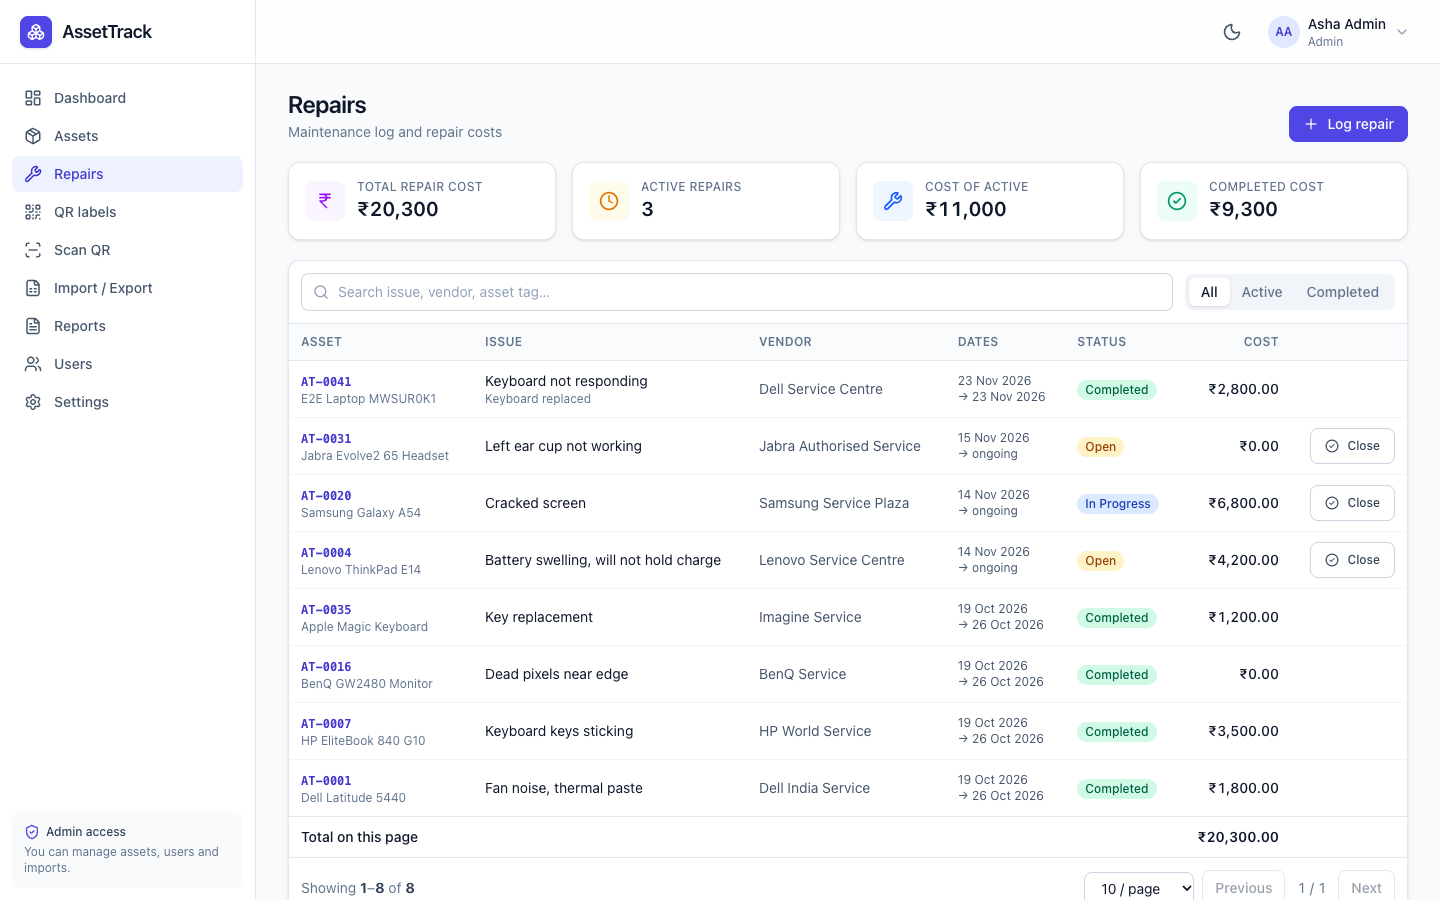 AssetTrack
AA
Asha Admin
Admin
Dashboard
Assets
Repairs
QR labels
Scan QR
Import / Export
Reports
Users
Settings
Admin access
You can manage assets, users and
imports.
Repairs
Maintenance log and repair costs
Log repair
TOTAL REPAIR COST
₹20,300
ACTIVE REPAIRS
3
COST OF ACTIVE
₹11,000
COMPLETED COST
₹9,300
Search issue, vendor, asset tag...
All Active Completed
ASSET ISSUE VENDOR DATES STATUS COST
AT-0041
E2E Laptop MWSUR0K1
Keyboard not responding
Keyboard replaced
Dell Service Centre
23 Nov 2026
→ 23 Nov 2026
Completed
₹2,800.00
AT-0031
Jabra Evolve2 65 Headset
Left ear cup not working
Jabra Authorised Service
15 Nov 2026
→ ongoing
Open
₹0.00
Close
AT-0020
Samsung Galaxy A54
Cracked screen
Samsung Service Plaza
14 Nov 2026
→ ongoing
In Progress
₹6,800.00
Close
AT-0004
Lenovo ThinkPad E14
Battery swelling, will not hold charge
Lenovo Service Centre
14 Nov 2026
→ ongoing
Open
₹4,200.00
Close
AT-0035
Apple Magic Keyboard
Key replacement
Imagine Service
19 Oct 2026
→ 26 Oct 2026
Completed
₹1,200.00
AT-0016
BenQ GW2480 Monitor
Dead pixels near edge
BenQ Service
19 Oct 2026
→ 26 Oct 2026
Completed
₹0.00
AT-0007
HP EliteBook 840 G10
Keyboard keys sticking
HP World Service
19 Oct 2026
→ 26 Oct 2026
Completed
₹3,500.00
AT-0001
Dell Latitude 5440
Fan noise, thermal paste
Dell India Service
19 Oct 2026
→ 26 Oct 2026
Completed
₹1,800.00
Total on this page ₹20,300.00
Showing 1–8 of 8
10 / page
Previous
1 / 1
Next